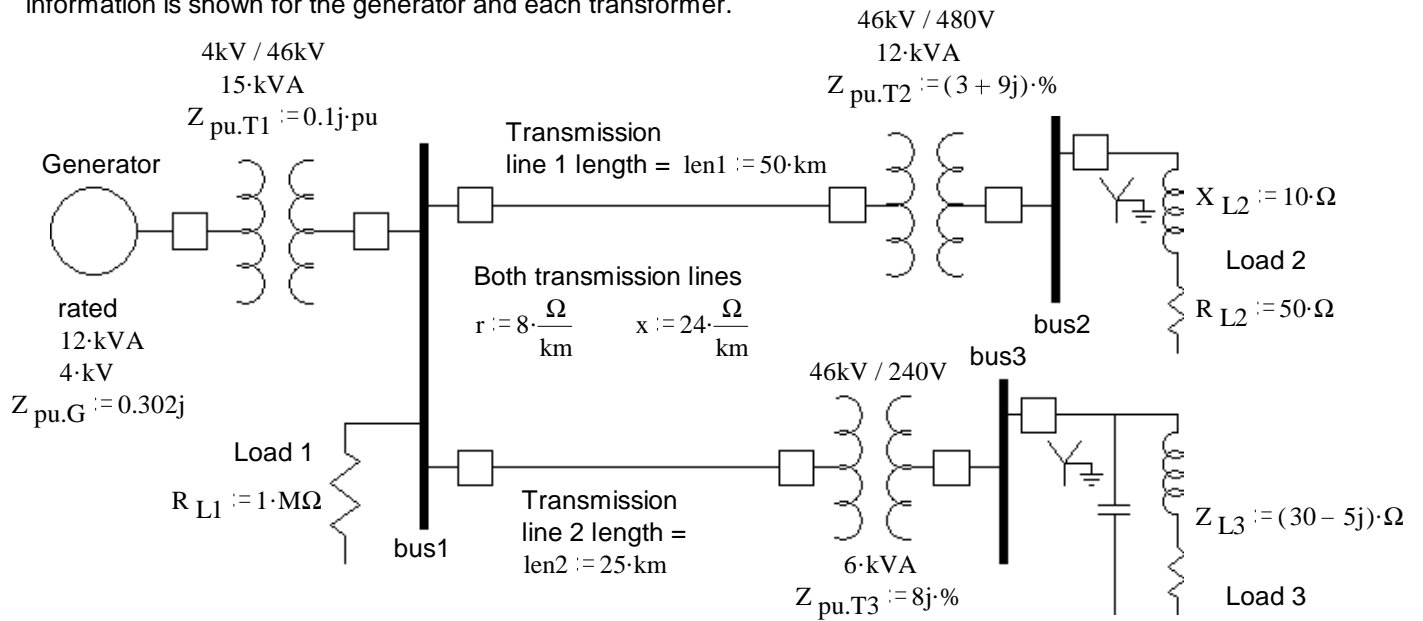 information is shown for the generator and each transformer.
46kV / 480V
12·kVA
Z pu.T2 := (3 + 9j)·%
4kV / 46kV
15·kVA
Z pu.T1 := 0.1j·pu
Transmission
line 1 length = len1 := 50·km
Generator
X L2 := 10·Ω
Load 2
R L2 := 50·Ω
bus2
Both transmission lines
r := 8·Ω/km x := 24·Ω/km
rated
12·kVA
4·kV
Z pu.G := 0.302j
bus3
46kV / 240V
Load 1
R L1 := 1·MΩ
bus1
Transmission
line 2 length =
len2 := 25·km
6·kVA
Z pu.T3 := 8j·%
Z L3 := (30 – 5j)·Ω
Load 3